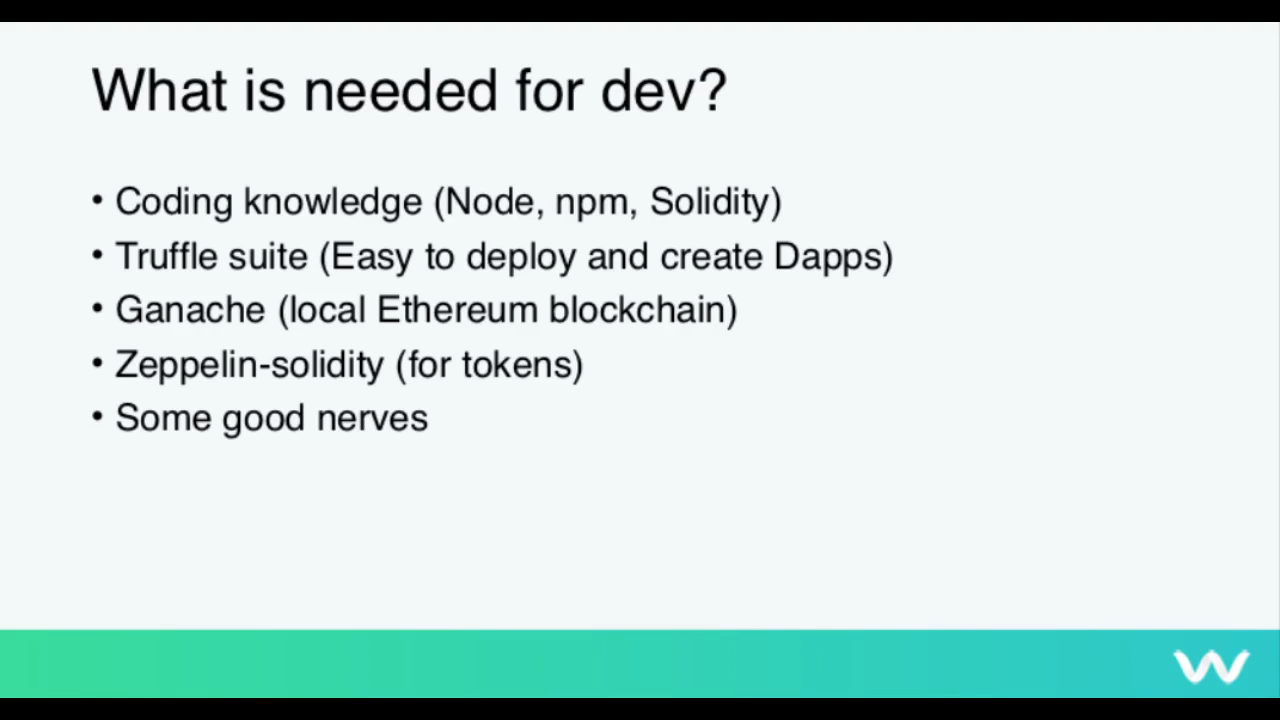 What is needed for dev?
• Coding knowledge (Node, npm, Solidity)
• Truffle suite (Easy to deploy and create Dapps)
• Ganache (local Ethereum blockchain)
• Zeppelin-solidity (for tokens)
• Some good nerves